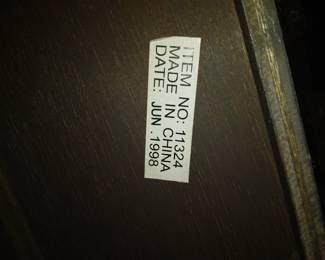 ITEM NO: 11324
MADE IN CHINA
DATE: JUN . 1998